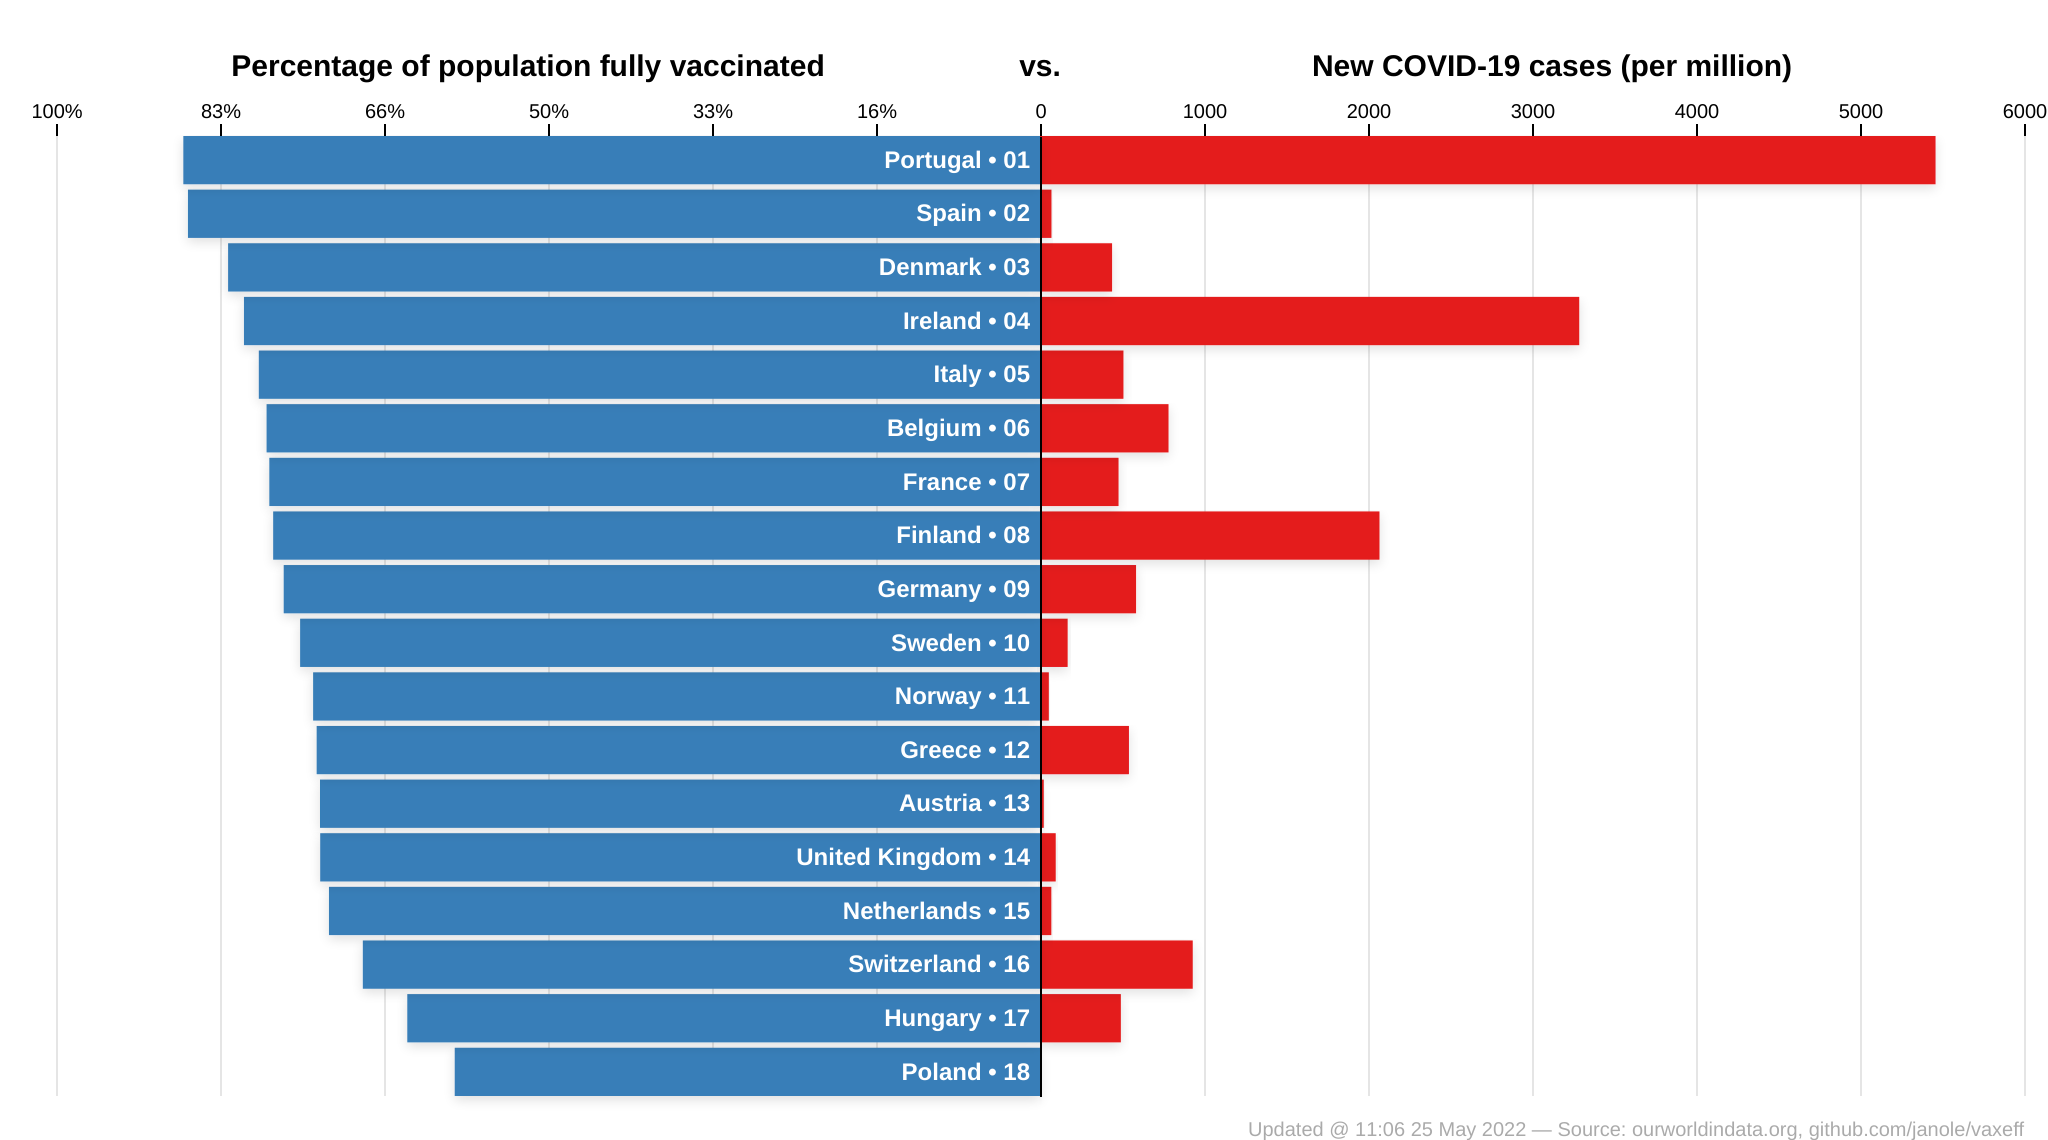 Percentage of population fully vaccinated vs. New COVID-19 cases (per million)
100% 83% 66% 50% 33% 16% 0 1000 2000 3000 4000 5000 6000
Portugal • 01
Spain • 02
Denmark • 03
Ireland • 04
Italy • 05
Belgium • 06
France • 07
Finland • 08
Germany • 09
Sweden • 10
Norway • 11
Greece • 12
Austria • 13
United Kingdom • 14
Netherlands • 15
Switzerland • 16
Hungary • 17
Poland • 18
Updated @ 11:06 25 May 2022 — Source: ourworldindata.org, github.com/janole/vaxeff